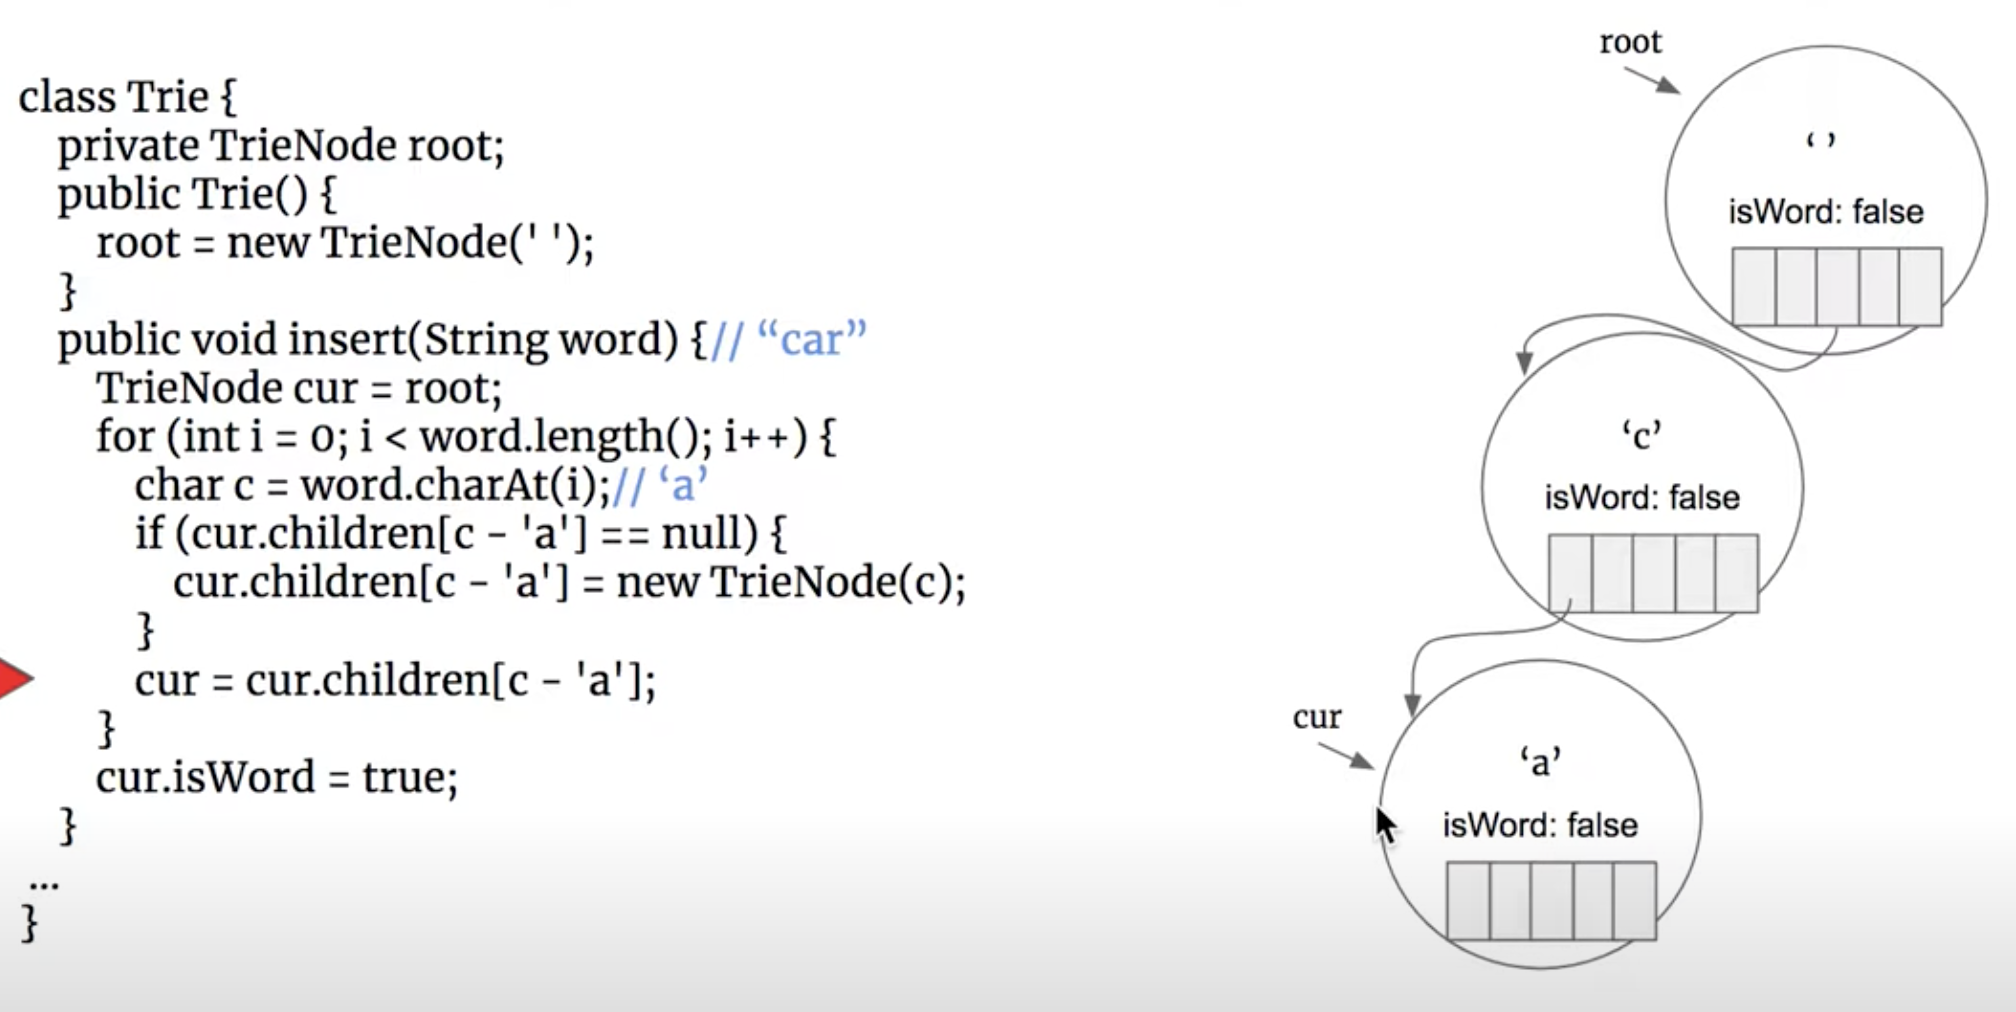 class Trie {
private TrieNode root;
public Trie() {
root = new TrieNode(' ');
}
public void insert(String word) {// “car”
TrieNode cur = root;
for (int i = 0; i < word.length(); i++) {
char c = word.charAt(i);// ‘a’
if (cur.children[c - 'a'] == null) {
cur.children[c - 'a'] = new TrieNode(c);
}
cur = cur.children[c - 'a'];
}
cur.isWord = true;
}
...
}
root
‘ ’
isWord: false
‘c’
isWord: false
cur
‘a’
isWord: false